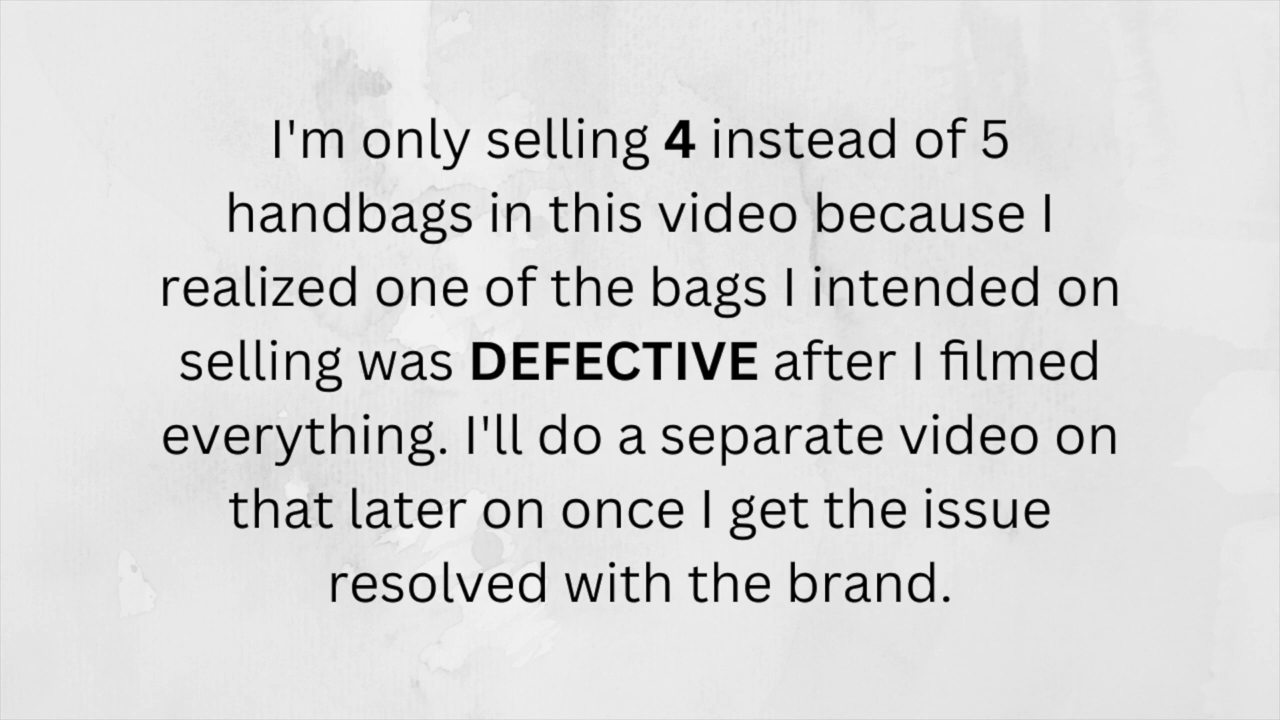 I'm only selling 4 instead of 5
handbags in this video because I
realized one of the bags I intended on
selling was DEFECTIVE after I filmed
everything. I'll do a separate video on
that later on once I get the issue
resolved with the brand.